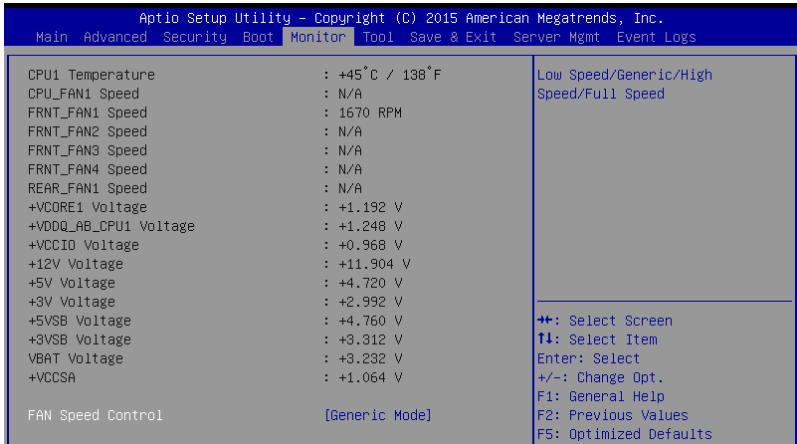 Aptio Setup Utility – Copyright (C) 2015 American Megatrends, Inc.
Main Advanced Security Boot Monitor Tool Save & Exit Server Mgmt Event Logs
CPU1 Temperature : +45°C / 138°F
CPU_FAN1 Speed : N/A
FRNT_FAN1 Speed : 1670 RPM
FRNT_FAN2 Speed : N/A
FRNT_FAN3 Speed : N/A
FRNT_FAN4 Speed : N/A
REAR_FAN1 Speed : N/A
+VCORE1 Voltage : +1.192 V
+VDDQ_AB_CPU1 Voltage : +1.248 V
+VCCIO Voltage : +0.968 V
+12V Voltage : +11.904 V
+5V Voltage : +4.720 V
+3V Voltage : +2.992 V
+5VSB Voltage : +4.760 V
+3VSB Voltage : +3.312 V
VBAT Voltage : +3.232 V
+VCCSA : +1.064 V
FAN Speed Control [Generic Mode]
Low Speed/Generic/High
Speed/Full Speed
→←: Select Screen
↑↓: Select Item
Enter: Select
+/-: Change Opt.
F1: General Help
F2: Previous Values
F5: Optimized Defaults